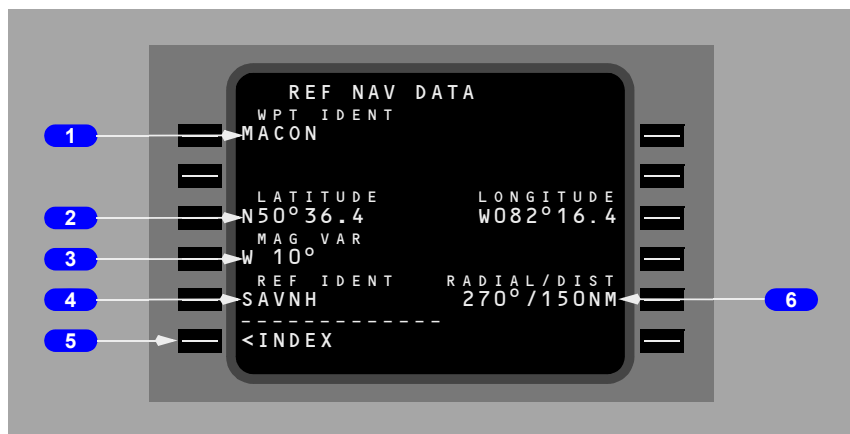 REF NAV DATA
WPT IDENT
1 MACON
LATITUDE LONGITUDE
2 N50°36.4 W082°16.4
MAG VAR
3 W 10°
REF IDENT RADIAL/DIST
4 SAVNH 270°/150NM 6
-------------
5 <INDEX